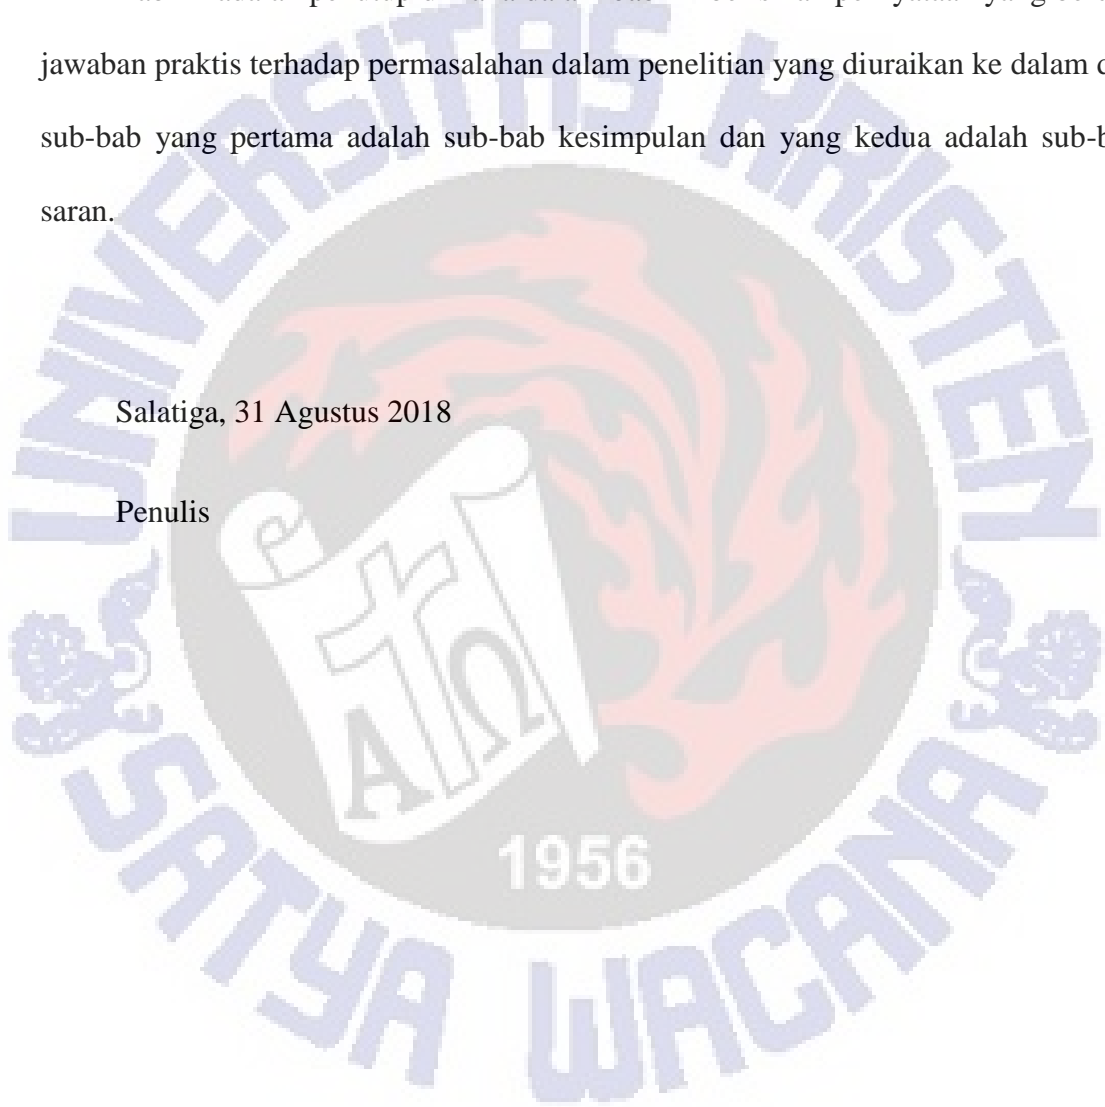 jawaban praktis terhadap permasalahan dalam penelitian yang diuraikan ke dalam
sub-bab yang pertama adalah sub-bab kesimpulan dan yang kedua adalah
saran.
Salatiga, 31 Agustus 2018
Penulis
UNIVERSITAS KRISTEN
SATYA WACANA
1956
Α Ω